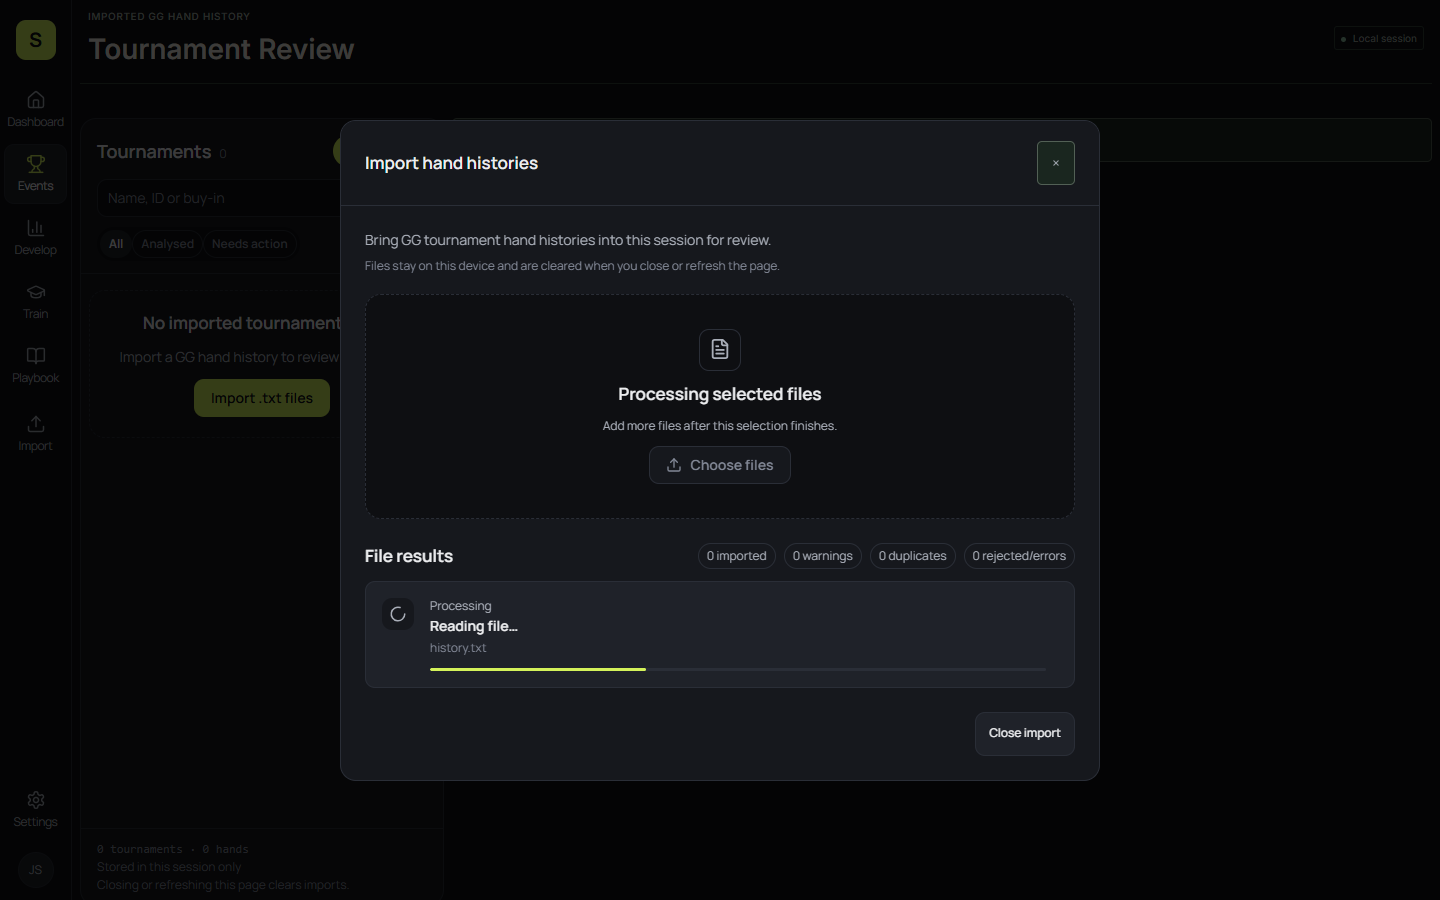 S
IMPORTED GG HAND HISTORY
Tournament Review
Local session
Dashboard
Events
Develop
Train
Playbook
Import
Settings
JS
Tournaments 0
Name, ID or buy-in
All Analysed Needs action
No imported tournament
Import a GG hand history to review
Import .txt files
0 tournaments · 0 hands
Stored in this session only
Closing or refreshing this page clears imports.
Import hand histories
×
Bring GG tournament hand histories into this session for review.
Files stay on this device and are cleared when you close or refresh the page.
Processing selected files
Add more files after this selection finishes.
Choose files
File results
0 imported 0 warnings 0 duplicates 0 rejected/errors
Processing
Reading file...
history.txt
Close import